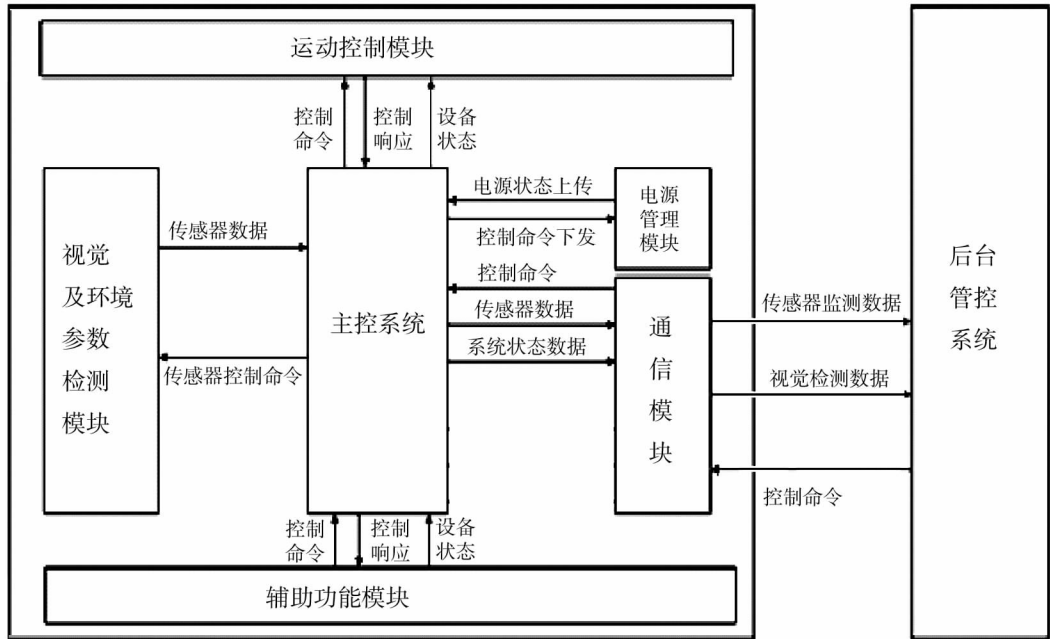 运动控制模块
控制
命令
控制
响应
设备
状态
视觉
及环境
参数
检测
模块
传感器数据
传感器控制命令
主控系统
电源状态上传
控制命令下发
电源
管理
模块
控制命令
传感器数据
系统状态数据
通
信
模
块
传感器监测数据
视觉检测数据
控制命令
后台
管控
系统
控制
命令
控制
响应
设备
状态
辅助功能模块